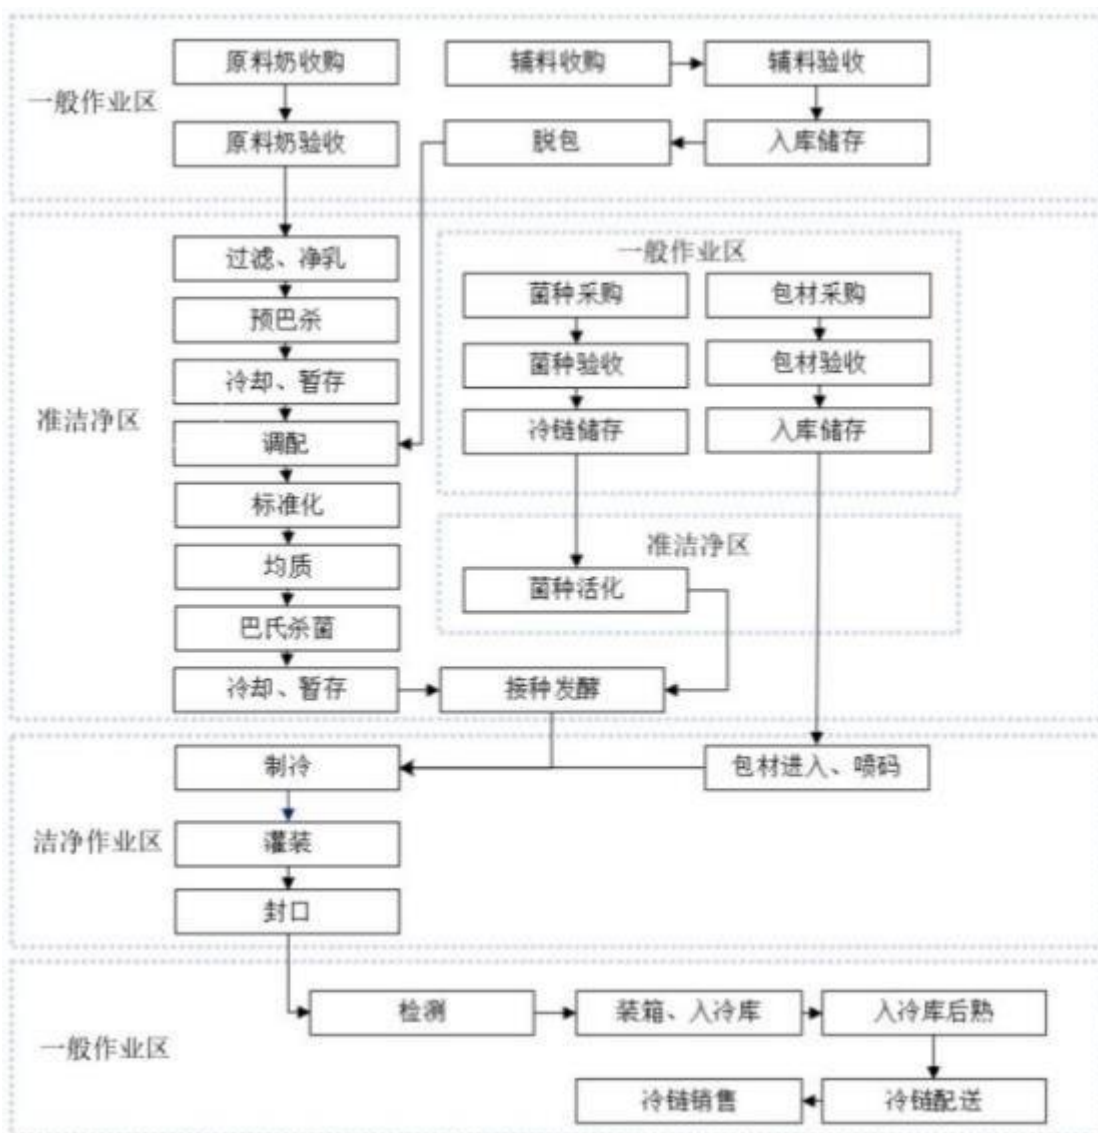 一般作业区
原料奶收购
辅料收购
辅料验收
原料奶验收
脱包
入库储存
准洁净区
过滤、净乳
预巴杀
冷却、暂存
调配
标准化
均质
巴氏杀菌
冷却、暂存
一般作业区
菌种采购
包材采购
菌种验收
包材验收
冷链储存
入库储存
准洁净区
菌种活化
接种发酵
洁净作业区
制冷
包材进入、喷码
灌装
封口
一般作业区
检测
装箱、入冷库
入冷库后熟
冷链销售
冷链配送